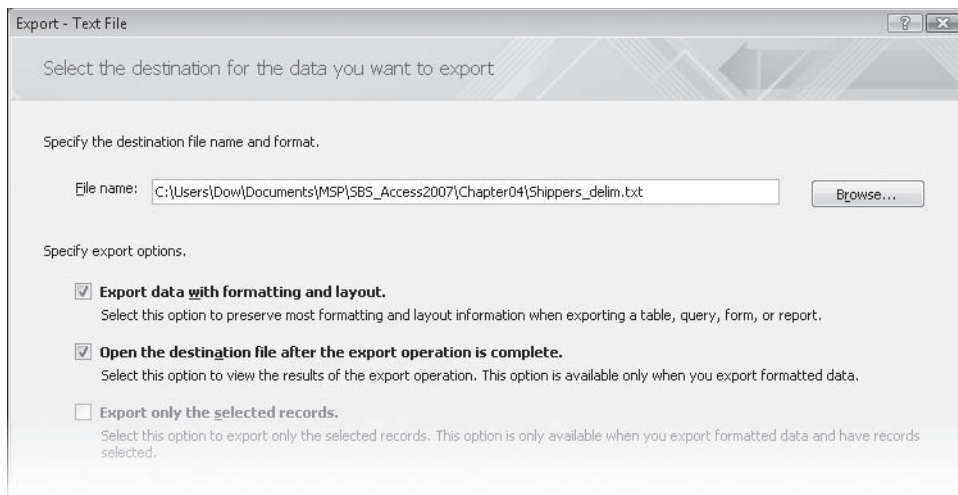 Export - Text File
Select the destination for the data you want to export
Specify the destination file name and format.
File name: C:\Users\Dow\Documents\MSP\SBS_Access2007\Chapter04\Shippers_delim.txt Browse...
Specify export options.
Export data with formatting and layout.
Select this option to preserve most formatting and layout information when exporting a table, query, form, or report.
Open the destination file after the export operation is complete.
Select this option to view the results of the export operation. This option is available only when you export formatted data.
Export only the selected records.
Select this option to export only the selected records. This option is only available when you export formatted data and have records
selected.